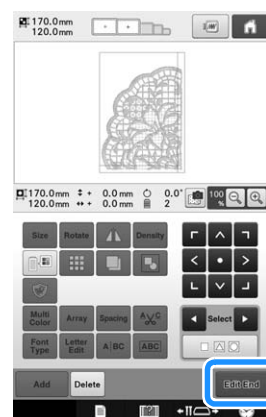 170.0mm
120.0mm
170.0mm + 0.0mm 0.0° 100
120.0mm + 0.0mm 2 %
Size Rotate Density
Multi Color Array Spacing
Font Type Letter Edit A BC ABC
Select
Add Delete Edit End